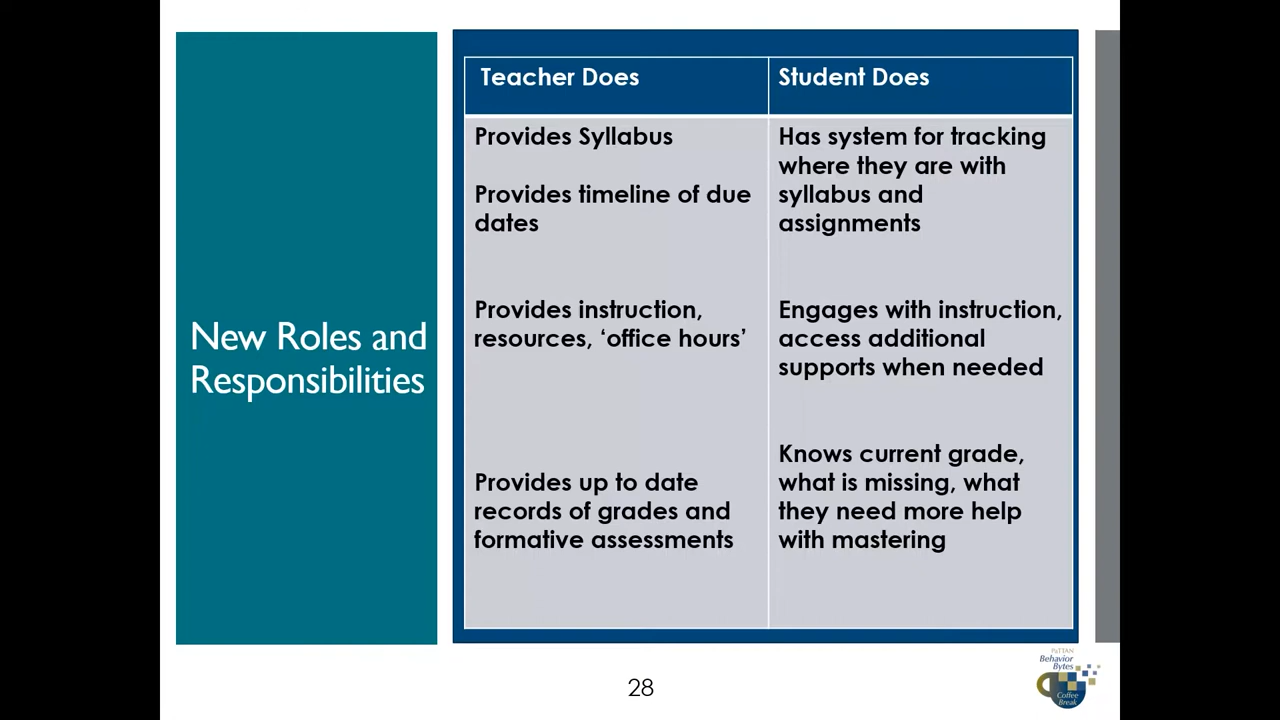 New Roles and
Responsibilities
Teacher Does
Student Does
Provides Syllabus
Provides timeline of due
dates
Has system for tracking
where they are with
syllabus and
assignments
Provides instruction,
resources, ‘office hours’
Engages with instruction,
access additional
supports when needed
Provides up to date
records of grades and
formative assessments
Knows current grade,
what is missing, what
they need more help
with mastering
28
PaTTAN
Behavior
Bytes
Coffee
Break